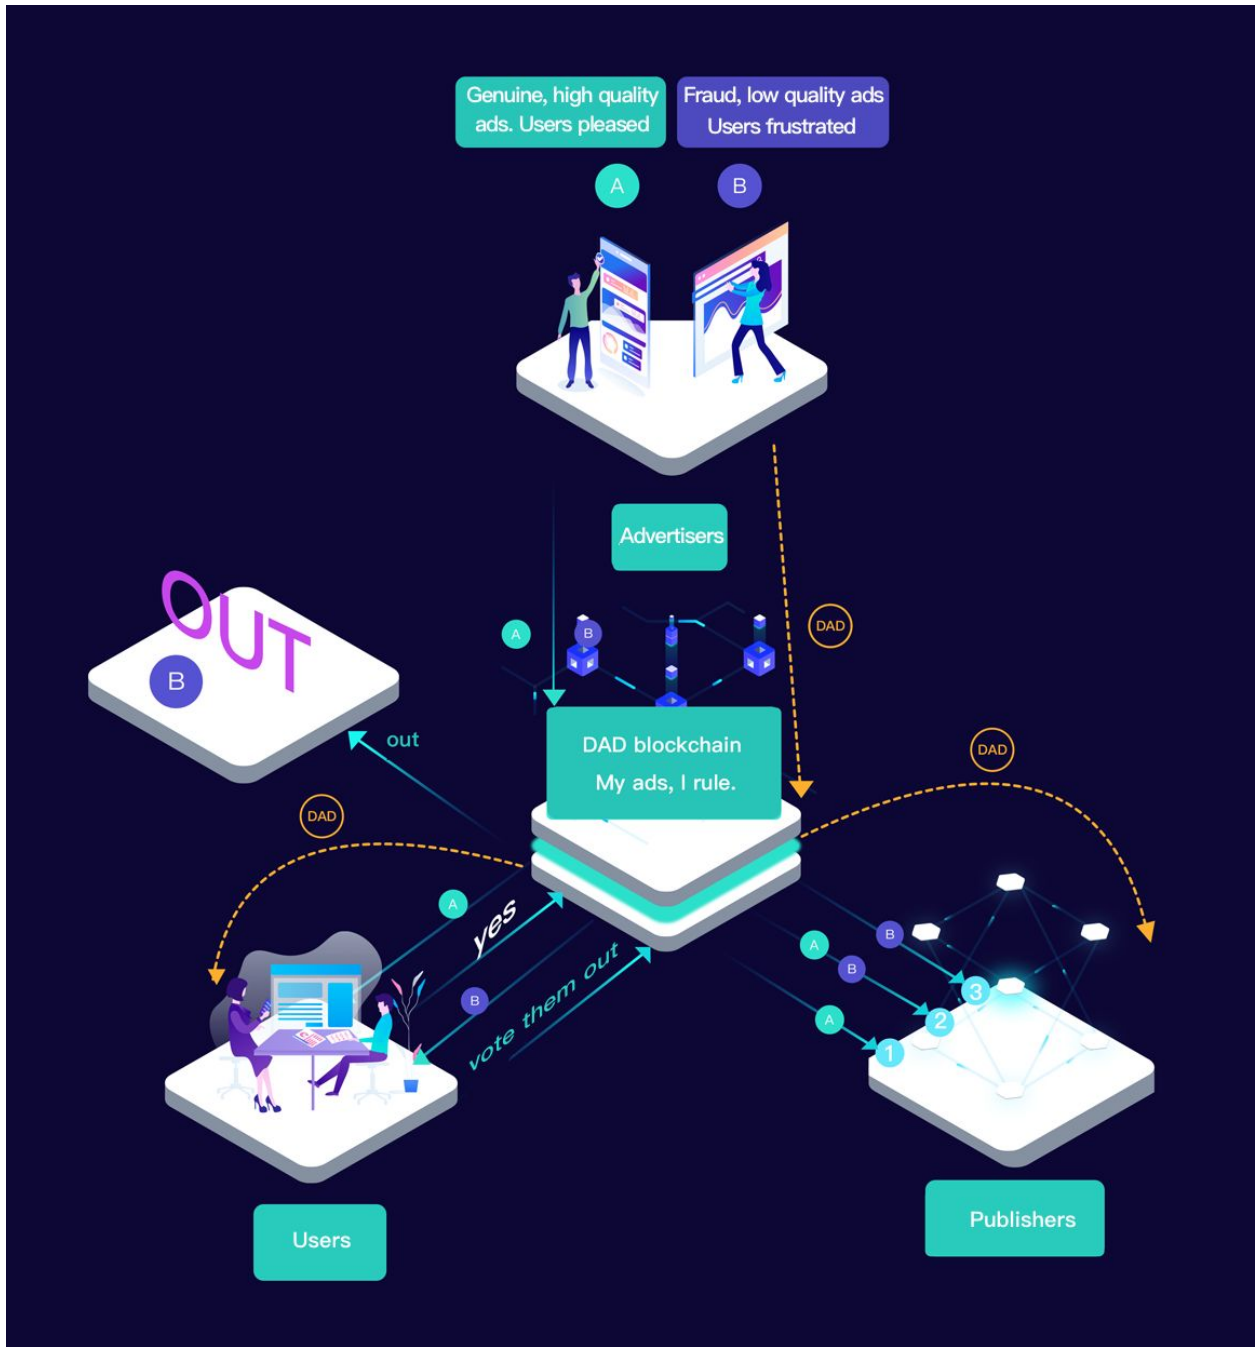 Genuine, high quality
ads. Users pleased
Fraud, low quality ads
Users frustrated
A
B
Advertisers
DAD
A
B
OUT
B
out
DAD blockchain
My ads, I rule.
DAD
DAD
A
yes
B
vote them out
B
A
B
A
3
2
1
Users
Publishers